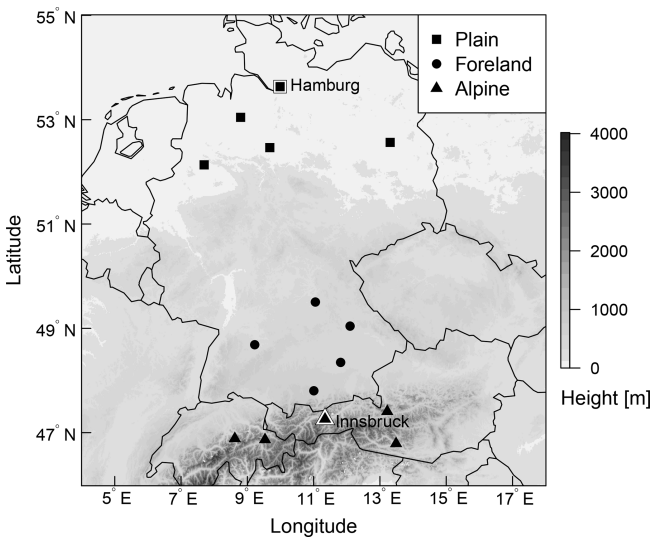 55° N
53° N
51° N
49° N
47° N
Latitude
5° E
7° E
9° E
11° E
13° E
15° E
17° E
Longitude
Plain
Foreland
Alpine
Hamburg
Innsbruck
4000
3000
2000
1000
0
Height [m]